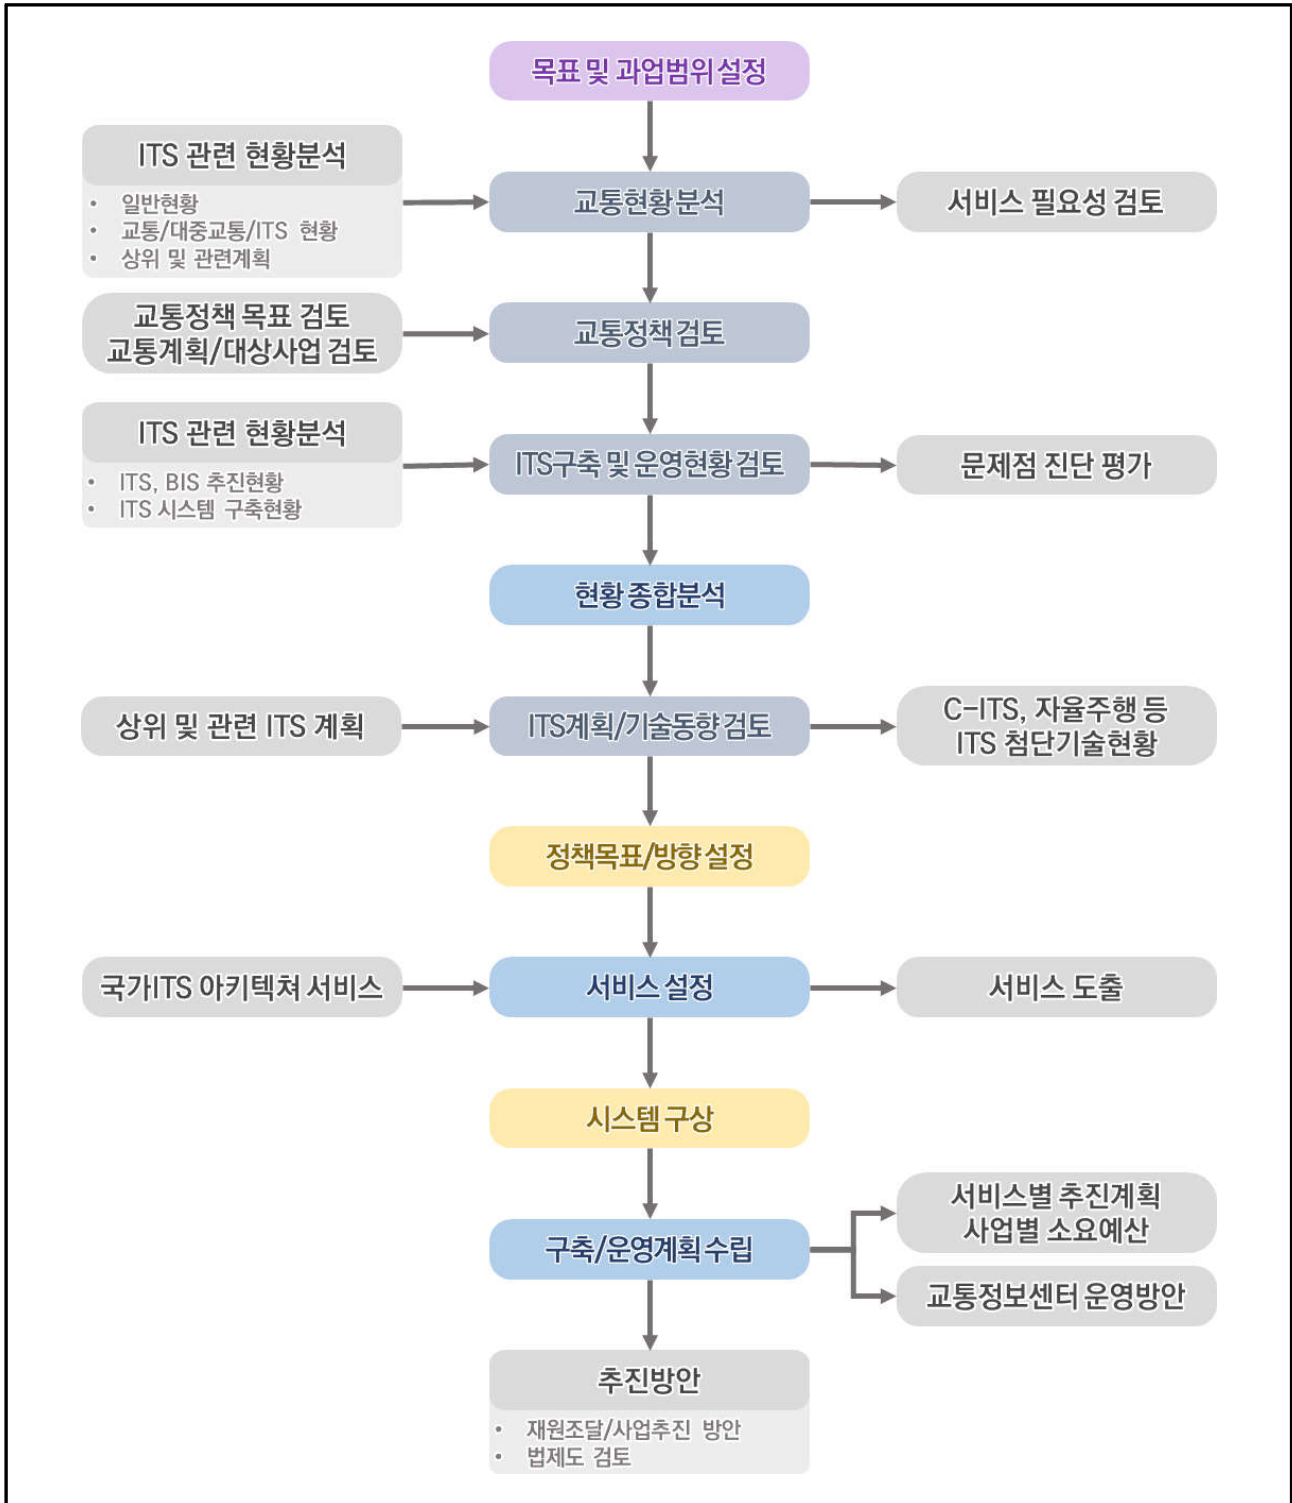 목표 및 과업범위 설정
ITS 관련 현황분석
• 일반현황
• 교통/대중교통/ITS 현황
• 상위 및 관련계획
교통현황 분석
서비스 필요성 검토
교통정책 목표 검토
교통계획/대상사업 검토
교통정책 검토
ITS 관련 현황분석
• ITS, BIS 추진현황
• ITS 시스템 구축현황
ITS구축 및 운영현황 검토
문제점 진단 평가
현황 종합분석
상위 및 관련 ITS 계획
ITS계획/기술동향 검토
C-ITS, 자율주행 등
ITS 첨단기술현황
정책목표/방향 설정
국가ITS 아키텍쳐 서비스
서비스 설정
서비스 도출
시스템 구상
구축/운영계획 수립
서비스별 추진계획
사업별 소요예산
교통정보센터 운영방안
추진방안
• 재원조달/사업추진 방안
• 법제도 검토